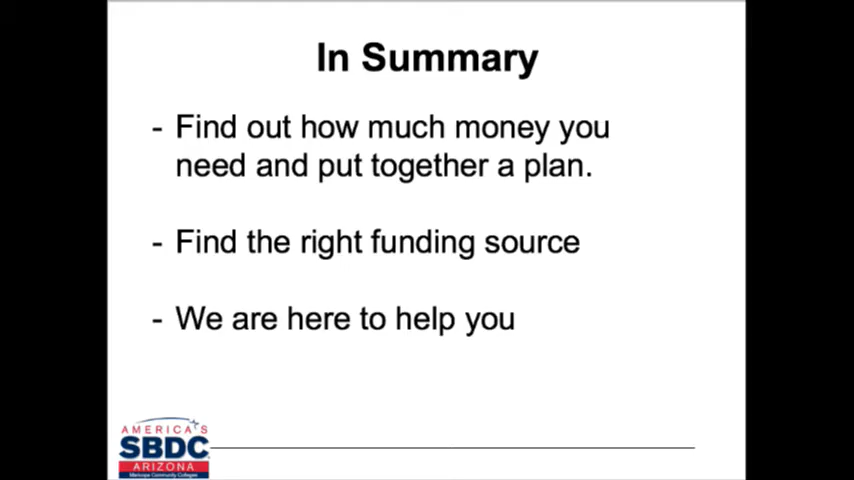 In Summary
- Find out how much money you
need and put together a plan.
- Find the right funding source
- We are here to help you
AMERICA'S
SBDC
ARIZONA
Maricopa Community Colleges